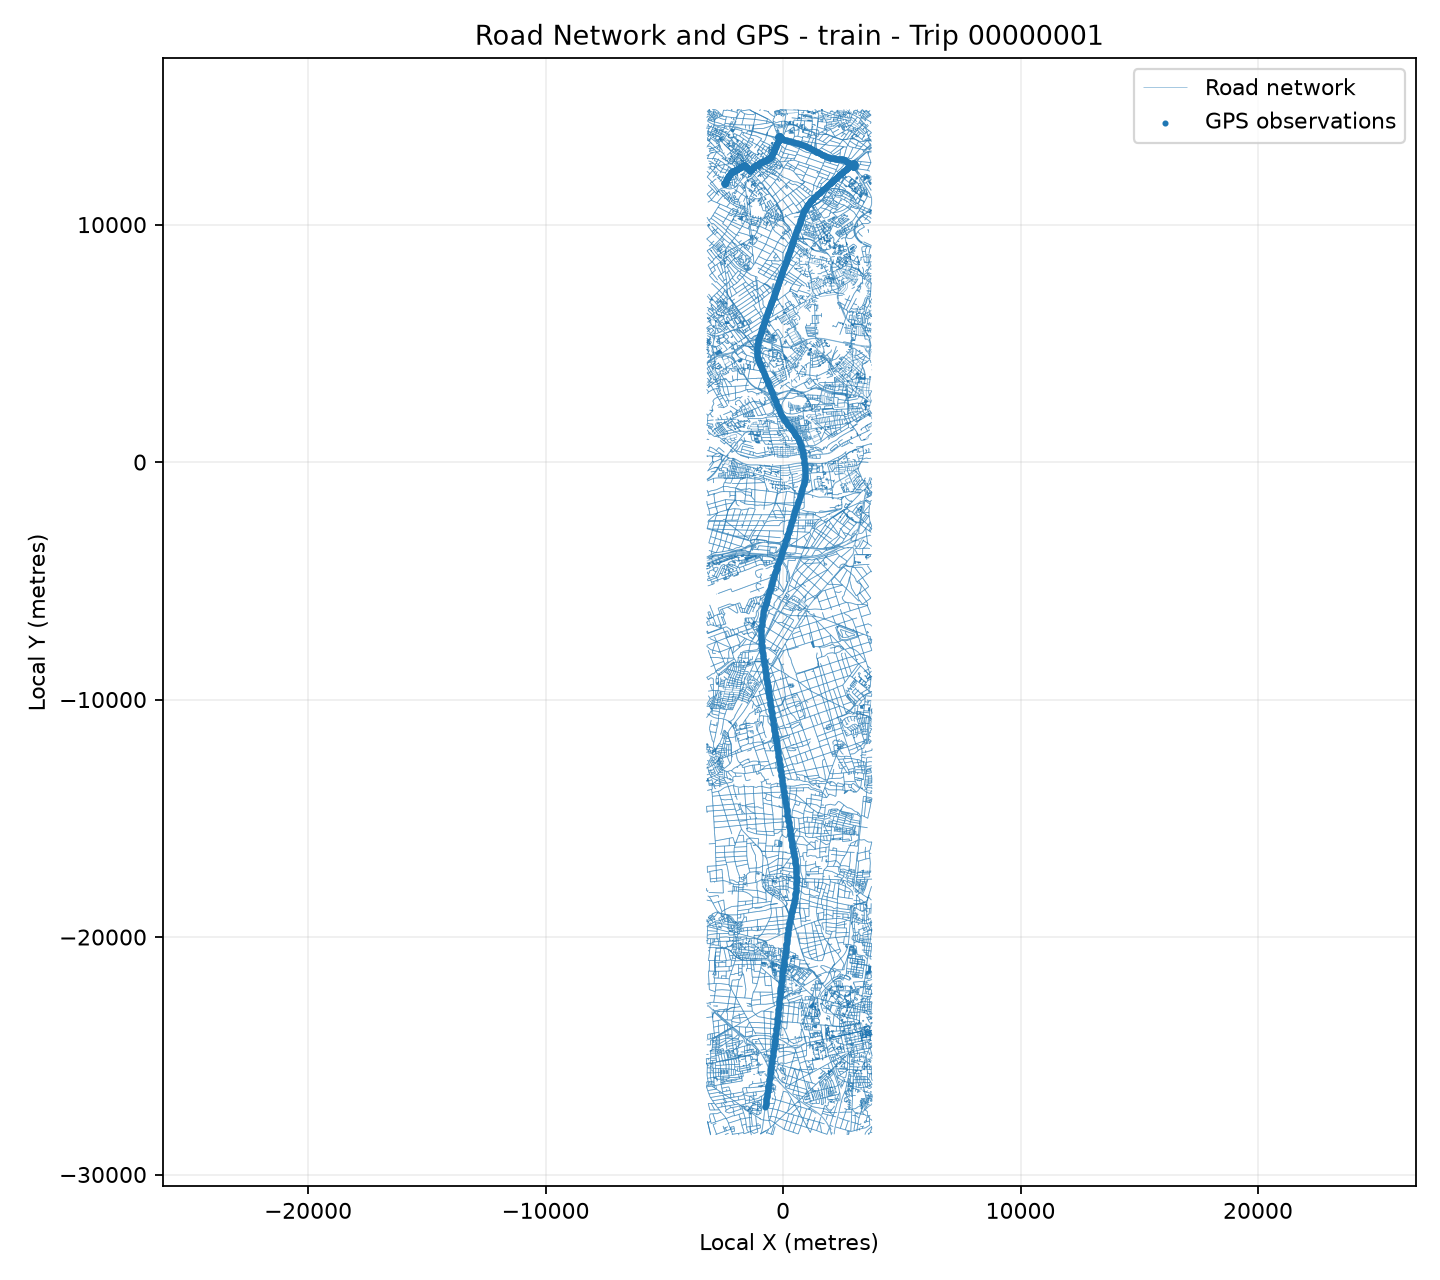 Road Network and GPS - train - Trip 00000001
Road network
GPS observations
10000
0
−10000
−20000
−30000
Local Y (metres)
−20000
−10000
0
10000
20000
Local X (metres)